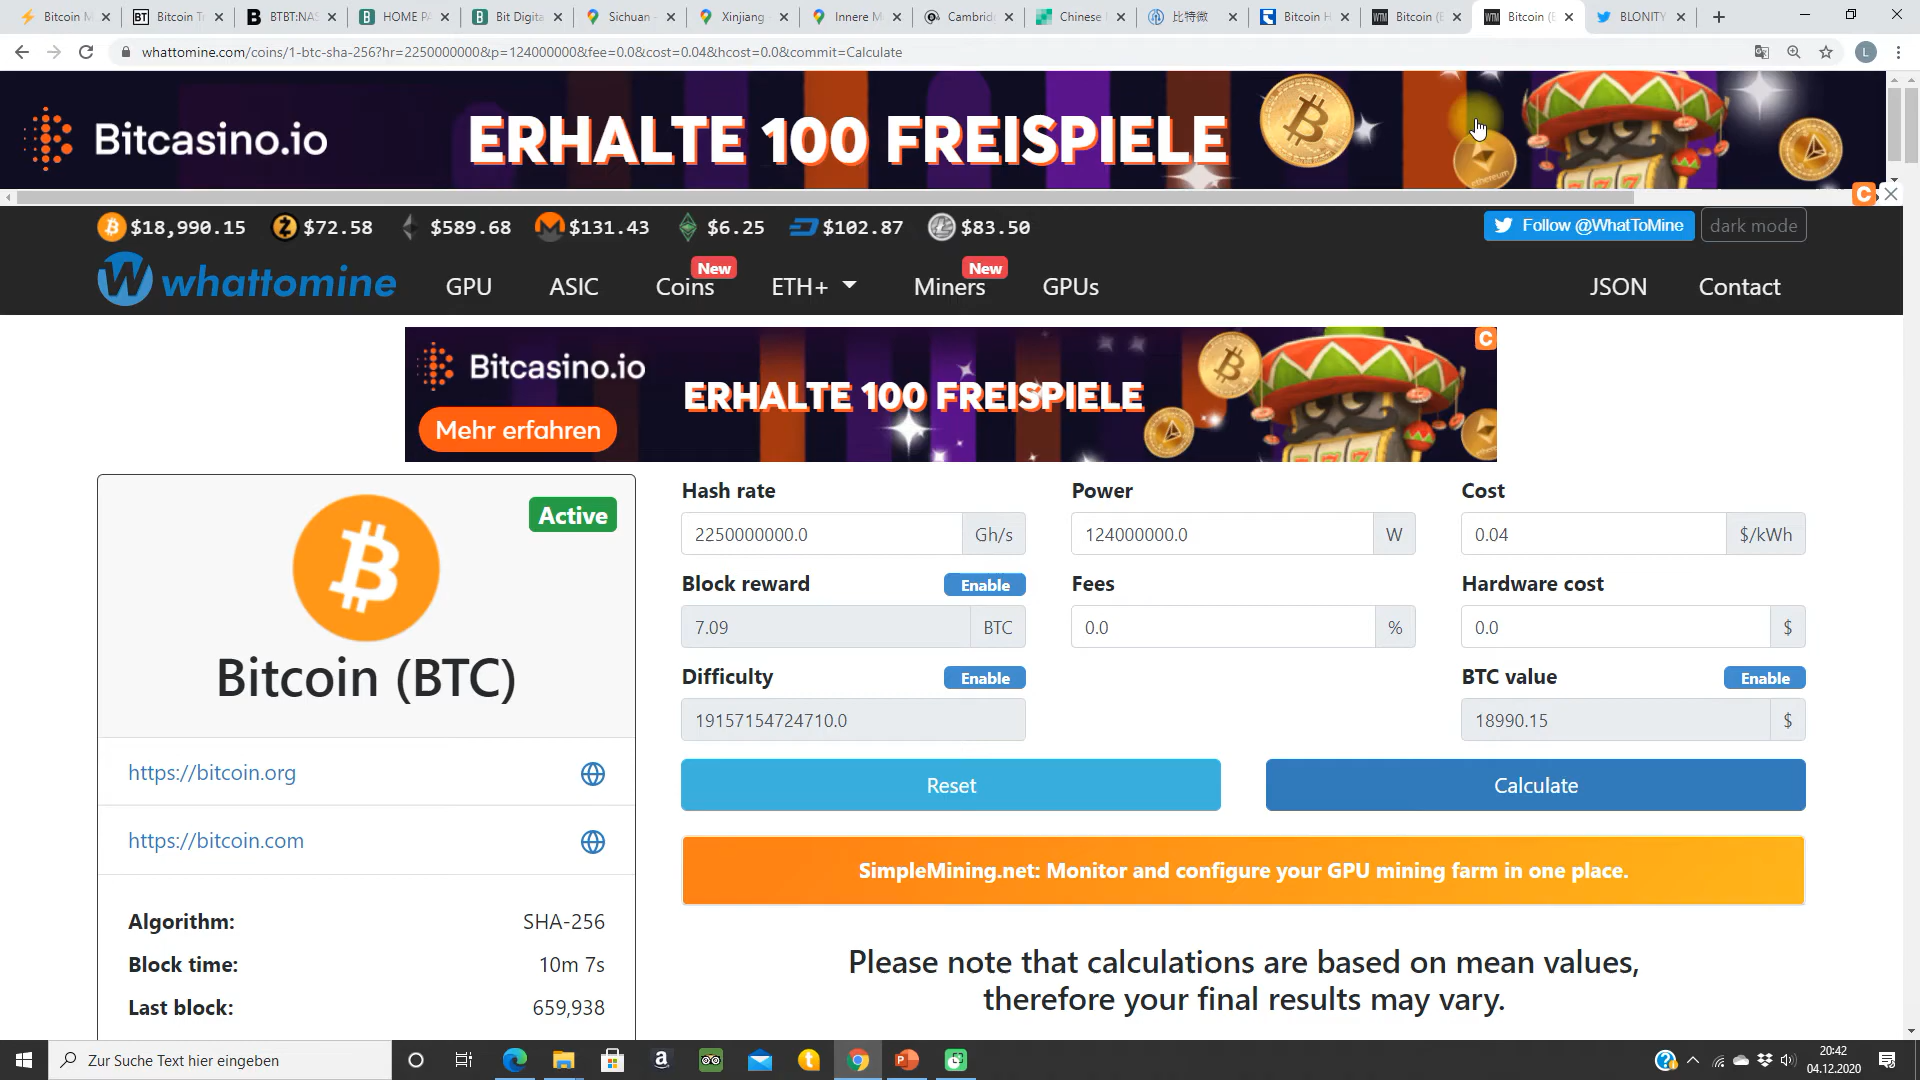 Bitcoin M
Bitcoin Tr
BTBT:NAS
HOME PA
Bit Digita
Sichuan
Xinjiang
Innere M
Cambrid
Chinese
比特微
Bitcoin H
Bitcoin (B
Bitcoin (B
BLONITY
whattomine.com/coins/1-btc-sha-256?hr=2250000000&p=124000000&fee=0.0&cost=0.04&hcost=0.0&commit=Calculate
L
Bitcasino.io
ERHALTE 100 FREISPIELE
$18,990.15
$72.58
$589.68
$131.43
$6.25
$102.87
$83.50
Follow @WhatToMine
dark mode
whattomine
GPU
ASIC
Coins
New
ETH+
Miners
New
GPUs
JSON
Contact
Bitcasino.io
ERHALTE 100 FREISPIELE
Mehr erfahren
Active
Bitcoin (BTC)
https://bitcoin.org
https://bitcoin.com
Algorithm: SHA-256
Block time: 10m 7s
Last block: 659,938
Hash rate
2250000000.0 Gh/s
Power
124000000.0 W
Cost
0.04 $/kWh
Block reward Enable
7.09 BTC
Fees
0.0 %
Hardware cost
0.0 $
Difficulty Enable
19157154724710.0
BTC value Enable
18990.15 $
Reset
Calculate
SimpleMining.net: Monitor and configure your GPU mining farm in one place.
Please note that calculations are based on mean values,
therefore your final results may vary.
Zur Suche Text hier eingeben
20:42
04.12.2020